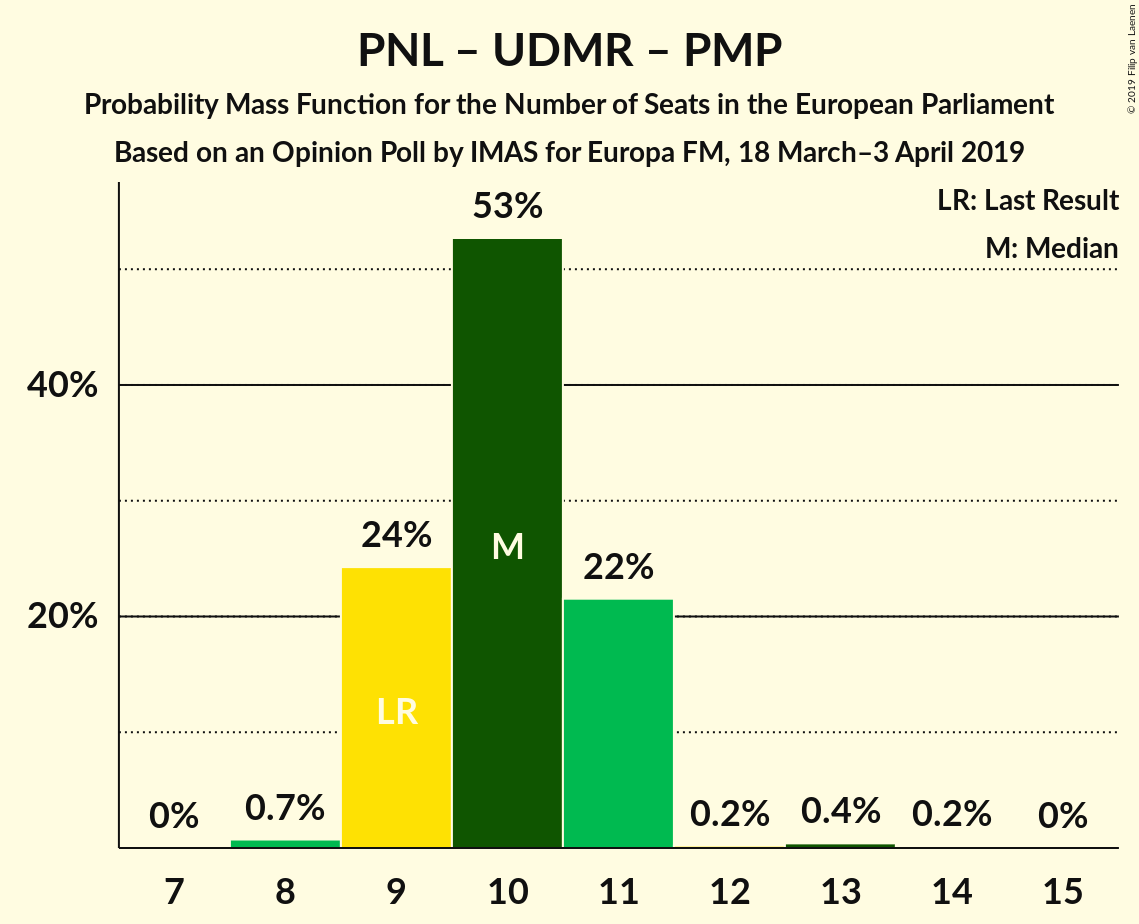 PNL – UDMR – PMP
Probability Mass Function for the Number of Seats in the European Parliament
Based on an Opinion Poll by IMAS for Europa FM, 18 March–3 April 2019
© 2019 Filip van Laenen
LR: Last Result
M: Median
53%
40%
24%
M
22%
20%
LR
0%
0.7%
0.2%
0.4%
0.2%
0%
7 8 9 10 11 12 13 14 15